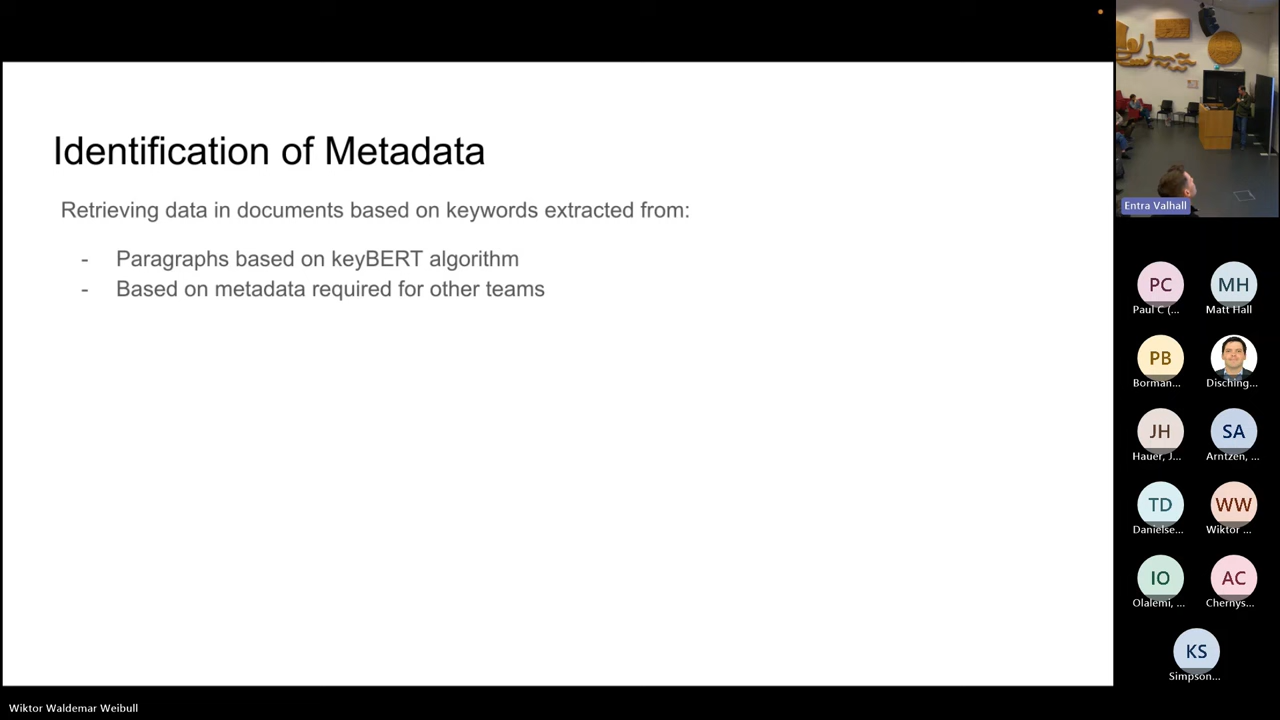 Identification of Metadata
Retrieving data in documents based on keywords extracted from:
- Paragraphs based on keyBERT algorithm
- Based on metadata required for other teams
Entra Valhall
PC
Paul C (...
MH
Matt Hall
PB
Borman...
Disching...
JH
Hauer, J...
SA
Arntzen, ...
TD
Danielse...
WW
Wiktor ...
IO
Olalemi, ...
AC
Chernys...
KS
Simpson...
Wiktor Waldemar Weibull